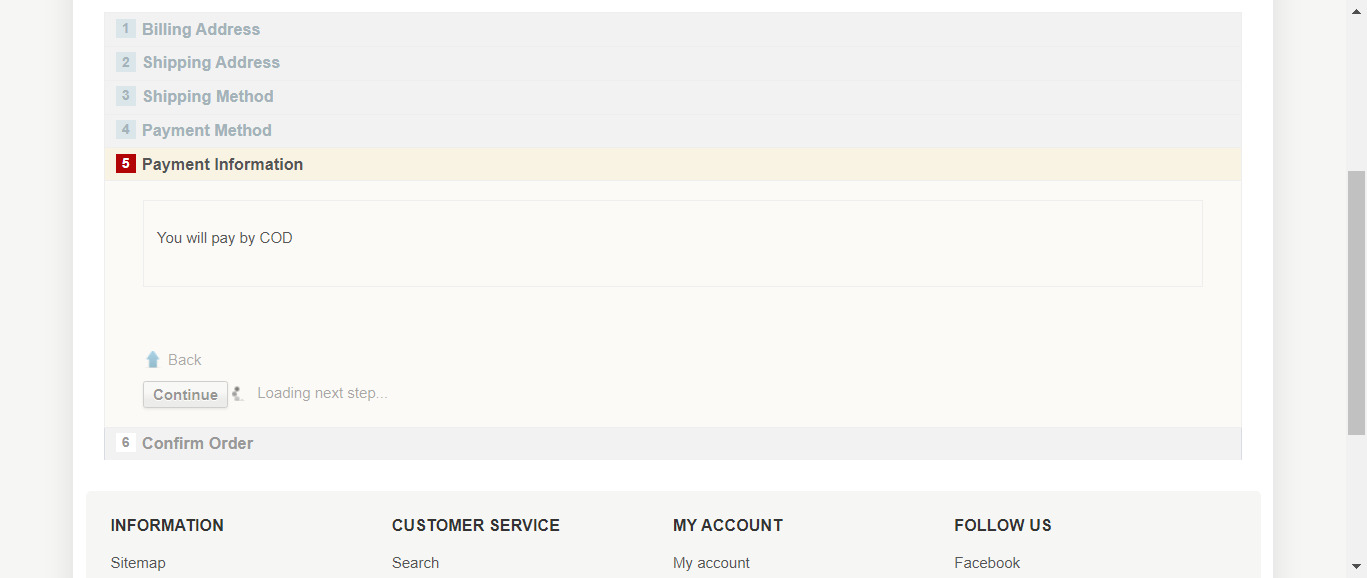 1 Billing Address
2 Shipping Address
3 Shipping Method
4 Payment Method
5 Payment Information
You will pay by COD
Back
Continue Loading next step...
6 Confirm Order
INFORMATION CUSTOMER SERVICE MY ACCOUNT FOLLOW US
Sitemap Search My account Facebook